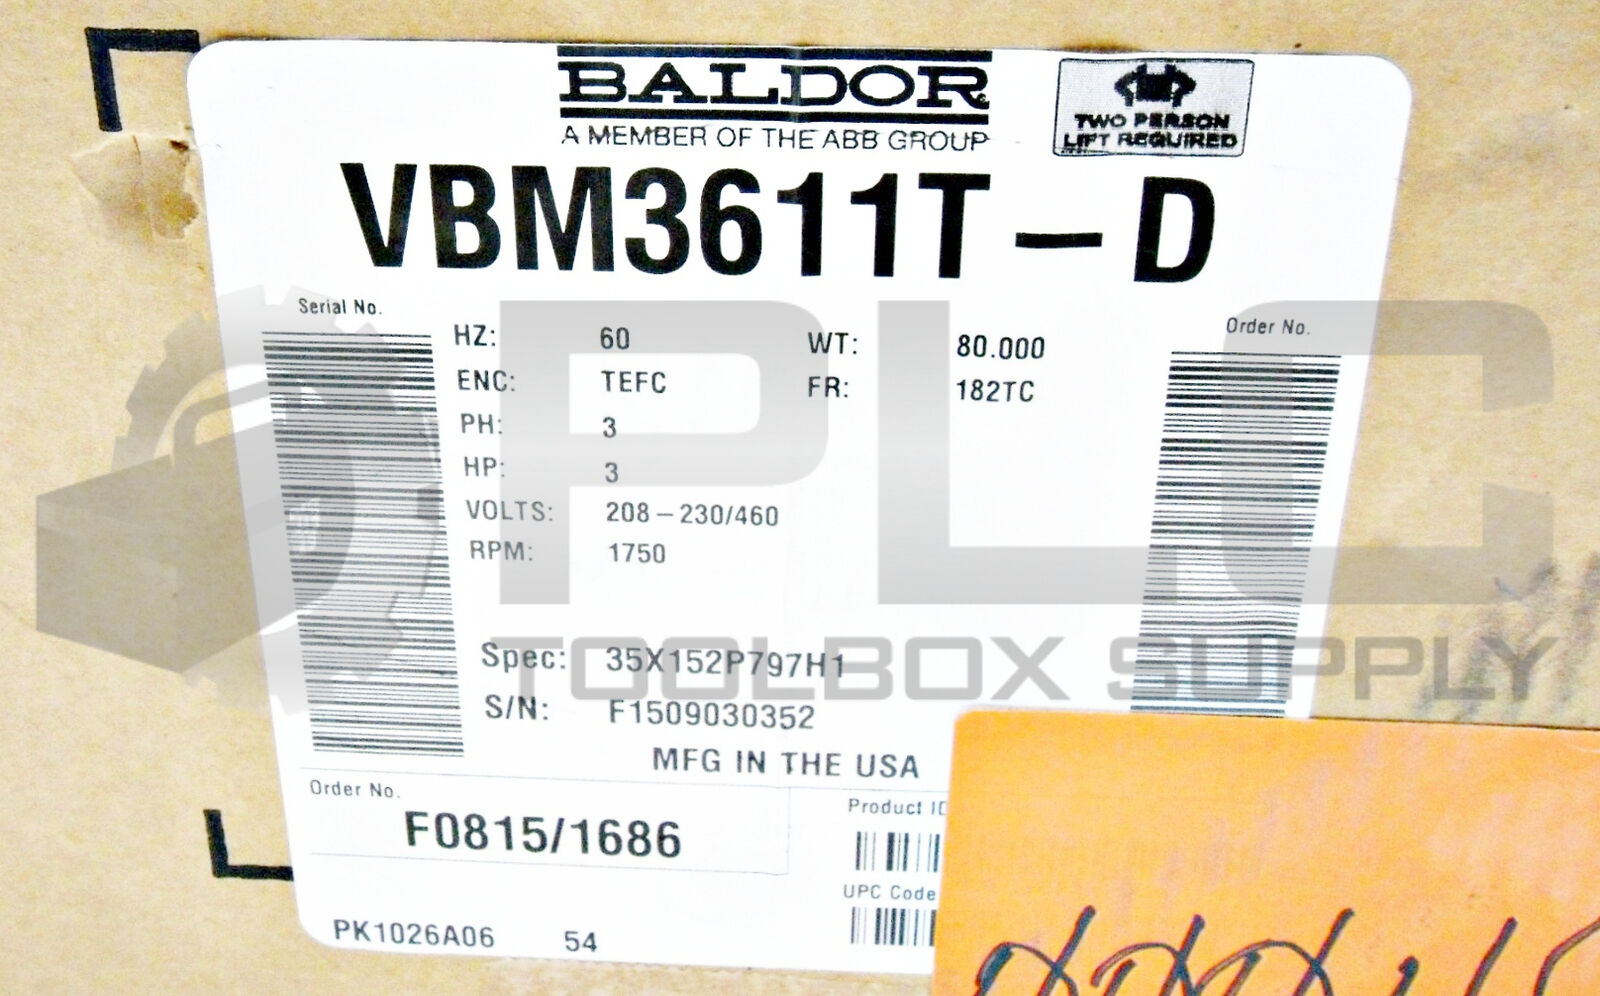 BALDOR
A MEMBER OF THE ABB GROUP
TWO PERSON
LIFT REQUIRED
VBM3611T-D
Serial No.
Order No.
HZ: 60 WT: 80.000
ENC: TEFC FR: 182TC
PH: 3
HP: 3
VOLTS: 208-230/460
RPM: 1750
PLC
TOOLBOX SUPPLY
Spec: 35X152P797H1
S/N: F1509030352
MFG IN THE USA
Order No.
F0815/1686
Product ID
UPC Code
PK1026A06 54